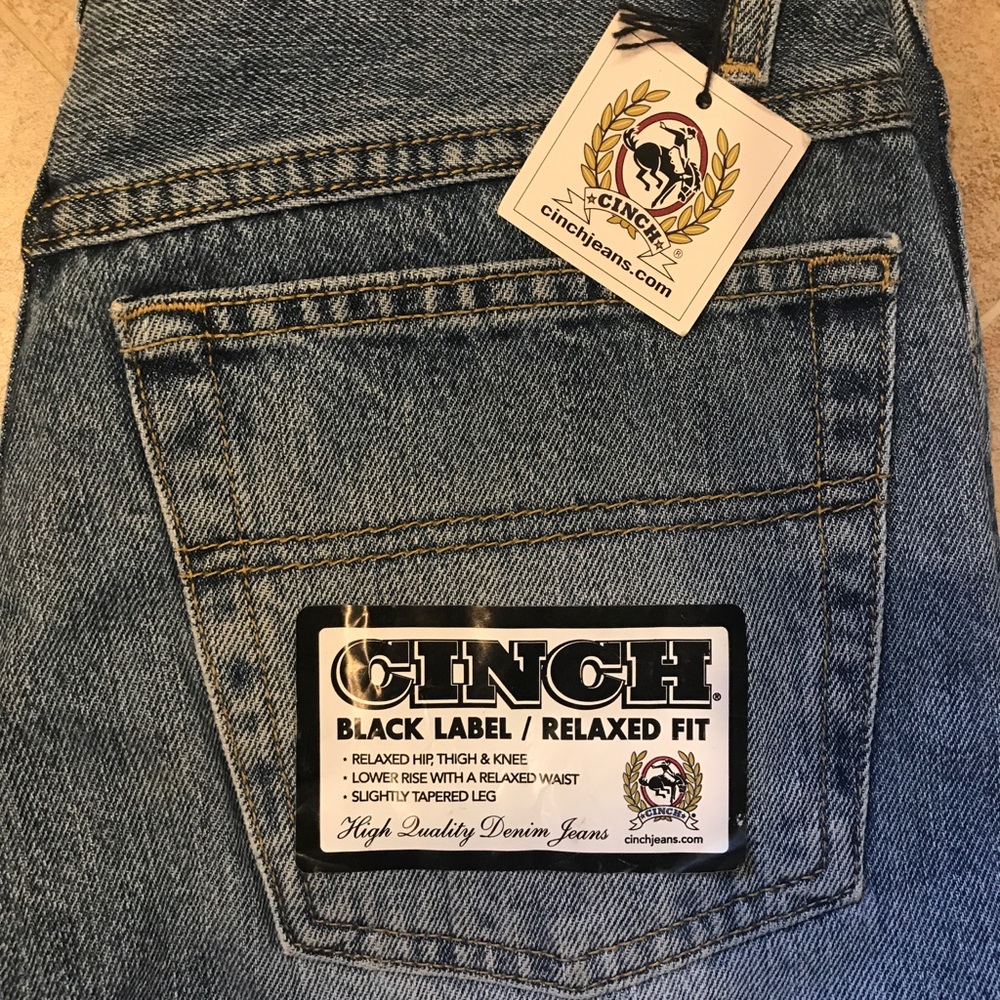 ★CINCH★
®
cinchjeans.com
CINCH®
BLACK LABEL / RELAXED FIT
• RELAXED HIP, THIGH & KNEE
• LOWER RISE WITH A RELAXED WAIST
• SLIGHTLY TAPERED LEG
High Quality Denim Jeans
★CINCH★
cinchjeans.com